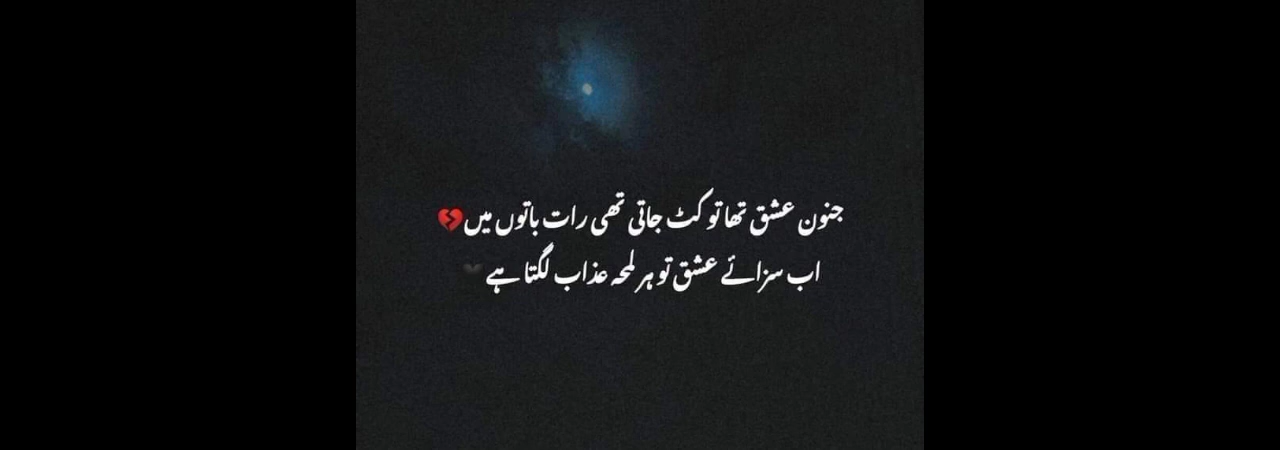 جنون عشق تھا تو کٹ جاتی تھی رات باتوں میں💔
اب سزائے عشق تو ہر لمحہ عذاب لگتا ہے